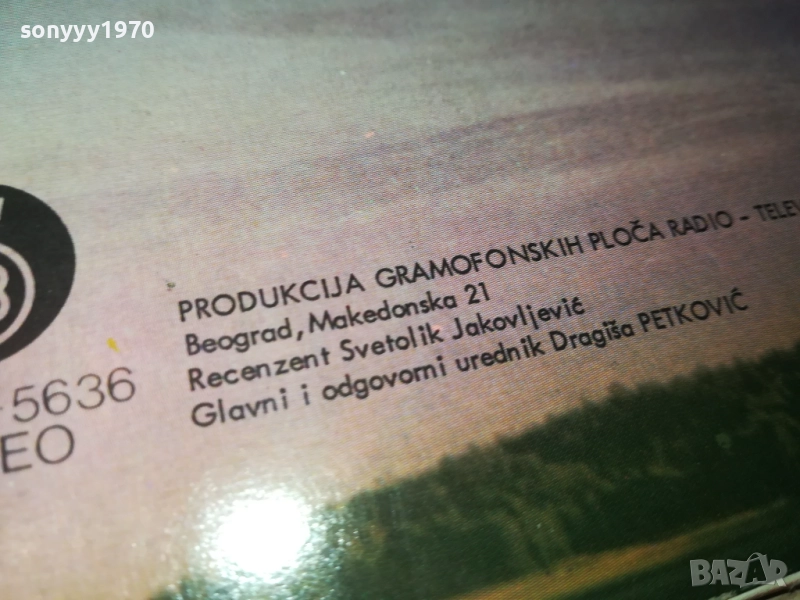 sonyyy1970
PRODUKCIJA GRAMOFONSKIH PLOČA RADIO – TELEV
Beograd, Makedonska 21
Recenzent Svetolik Jakovljević
Glavni i odgovorni urednik Dragiša PETKOVIĆ
5636
EO
BAZAR